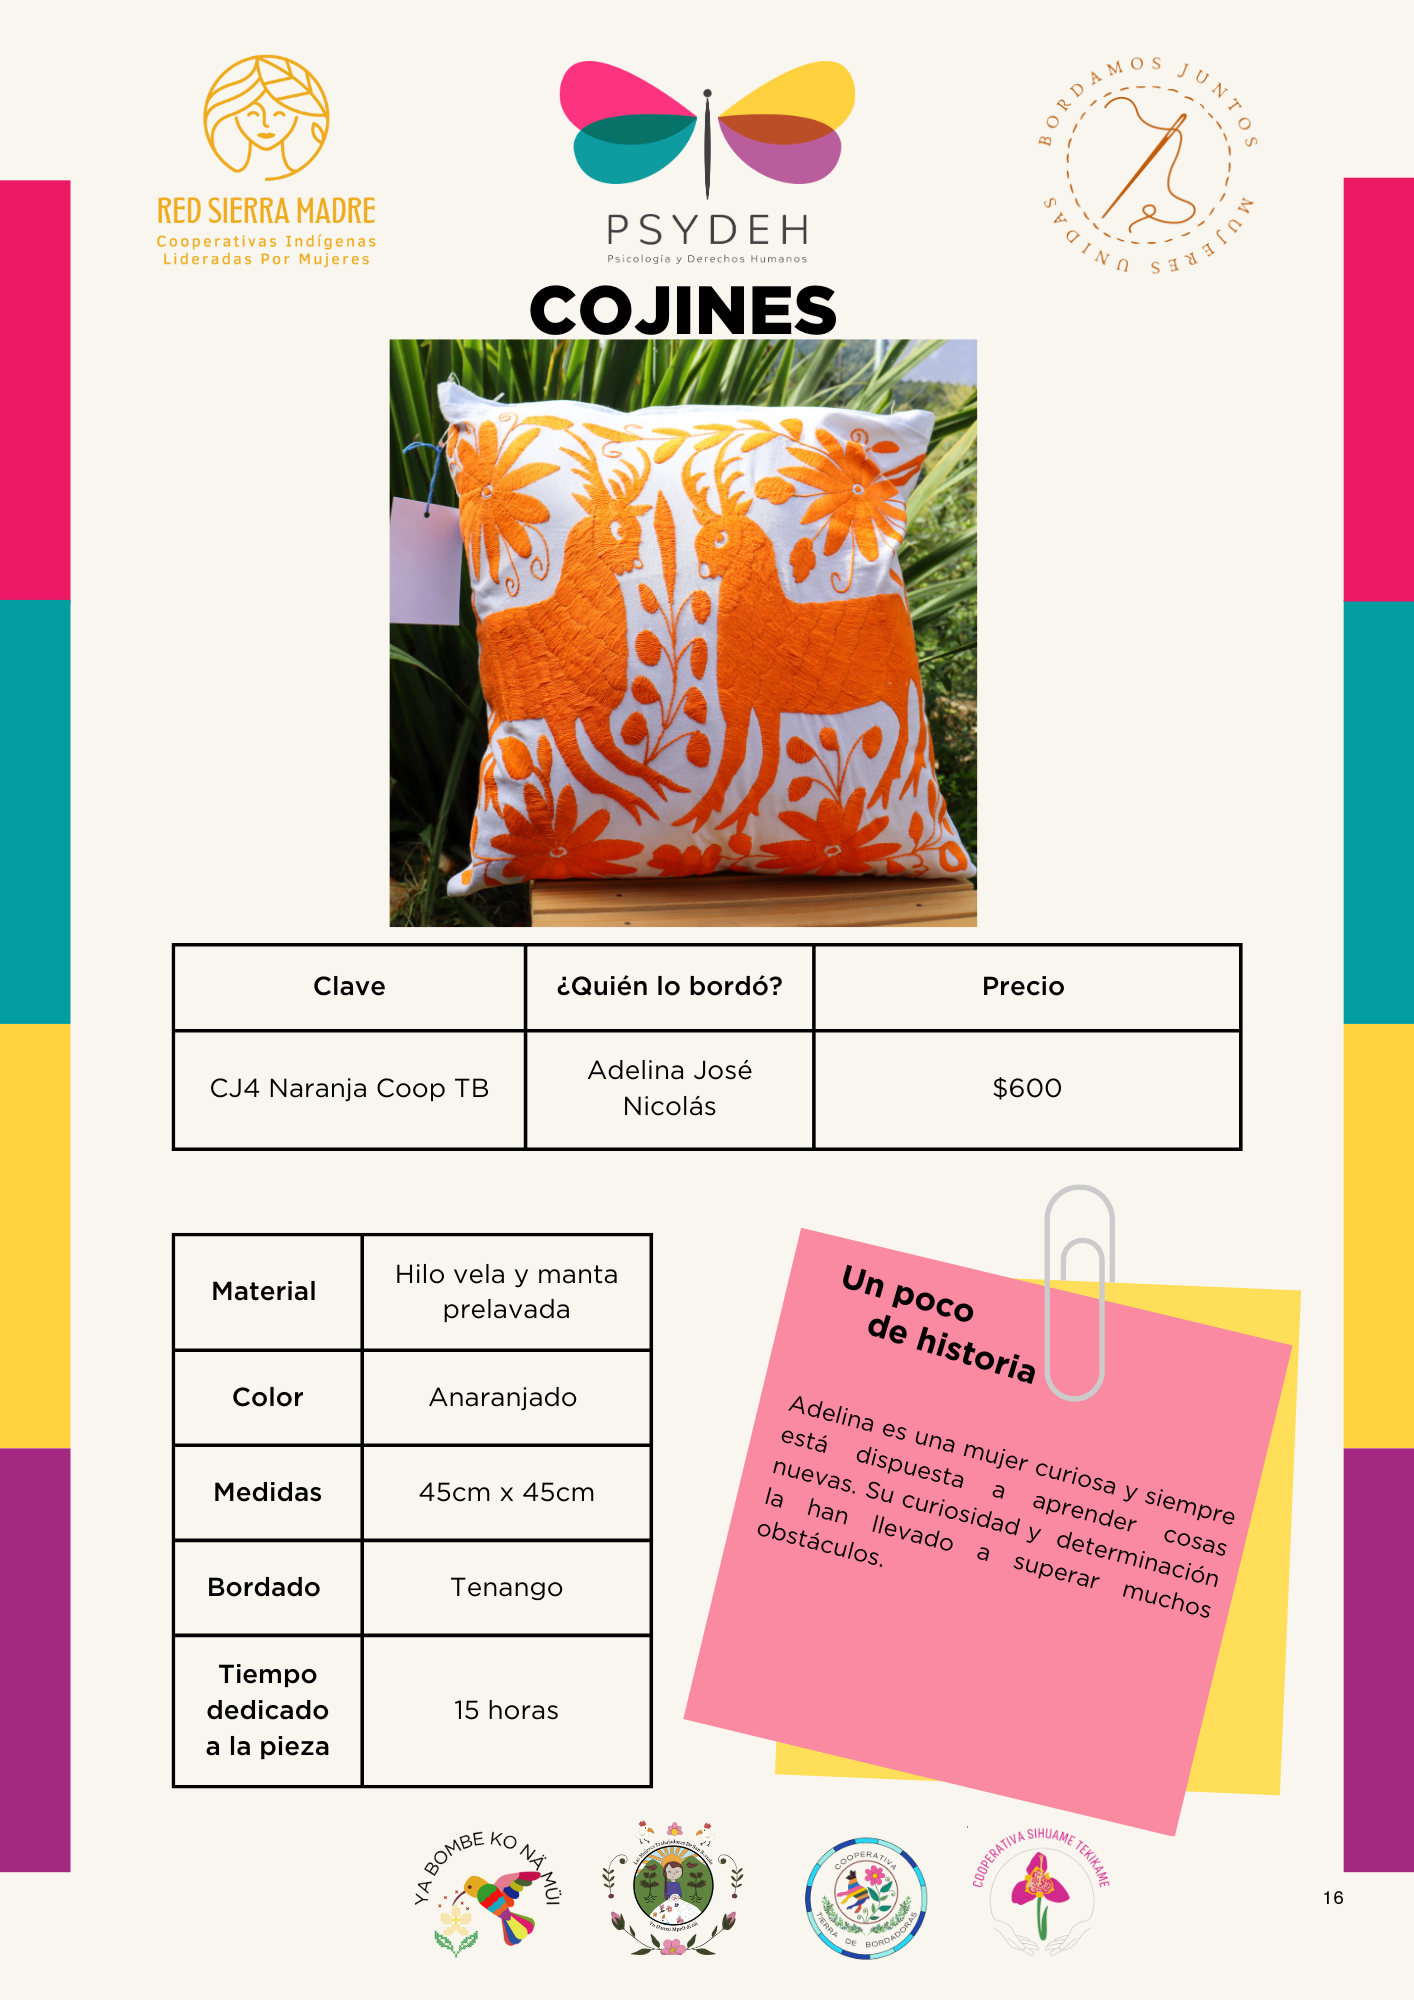 RED SIERRA MADRE
Cooperativas Indígenas
Lideradas Por Mujeres
PSYDEH
Psicología y Derechos Humanos
BORDAMOS JUNTOS
MUJERES UNIDAS
COJINES
Clave
¿Quién lo bordó?
Precio
CJ4 Naranja Coop TB
Adelina José
Nicolás
$600
Material
Hilo vela y manta
prelavada
Color
Anaranjado
Medidas
45cm x 45cm
Bordado
Tenango
Tiempo
dedicado
a la pieza
15 horas
Un poco
de historia
Adelina es una mujer curiosa y siempre
está dispuesta a aprender cosas
nuevas. Su curiosidad y determinación
la han llevado a superar muchos
obstáculos.
YA BOMBE KO NÄ MÜI
COOPERATIVA
TIERRA DE BORDADORAS
COOPERATIVA SIHUAME TEKIKAME
16